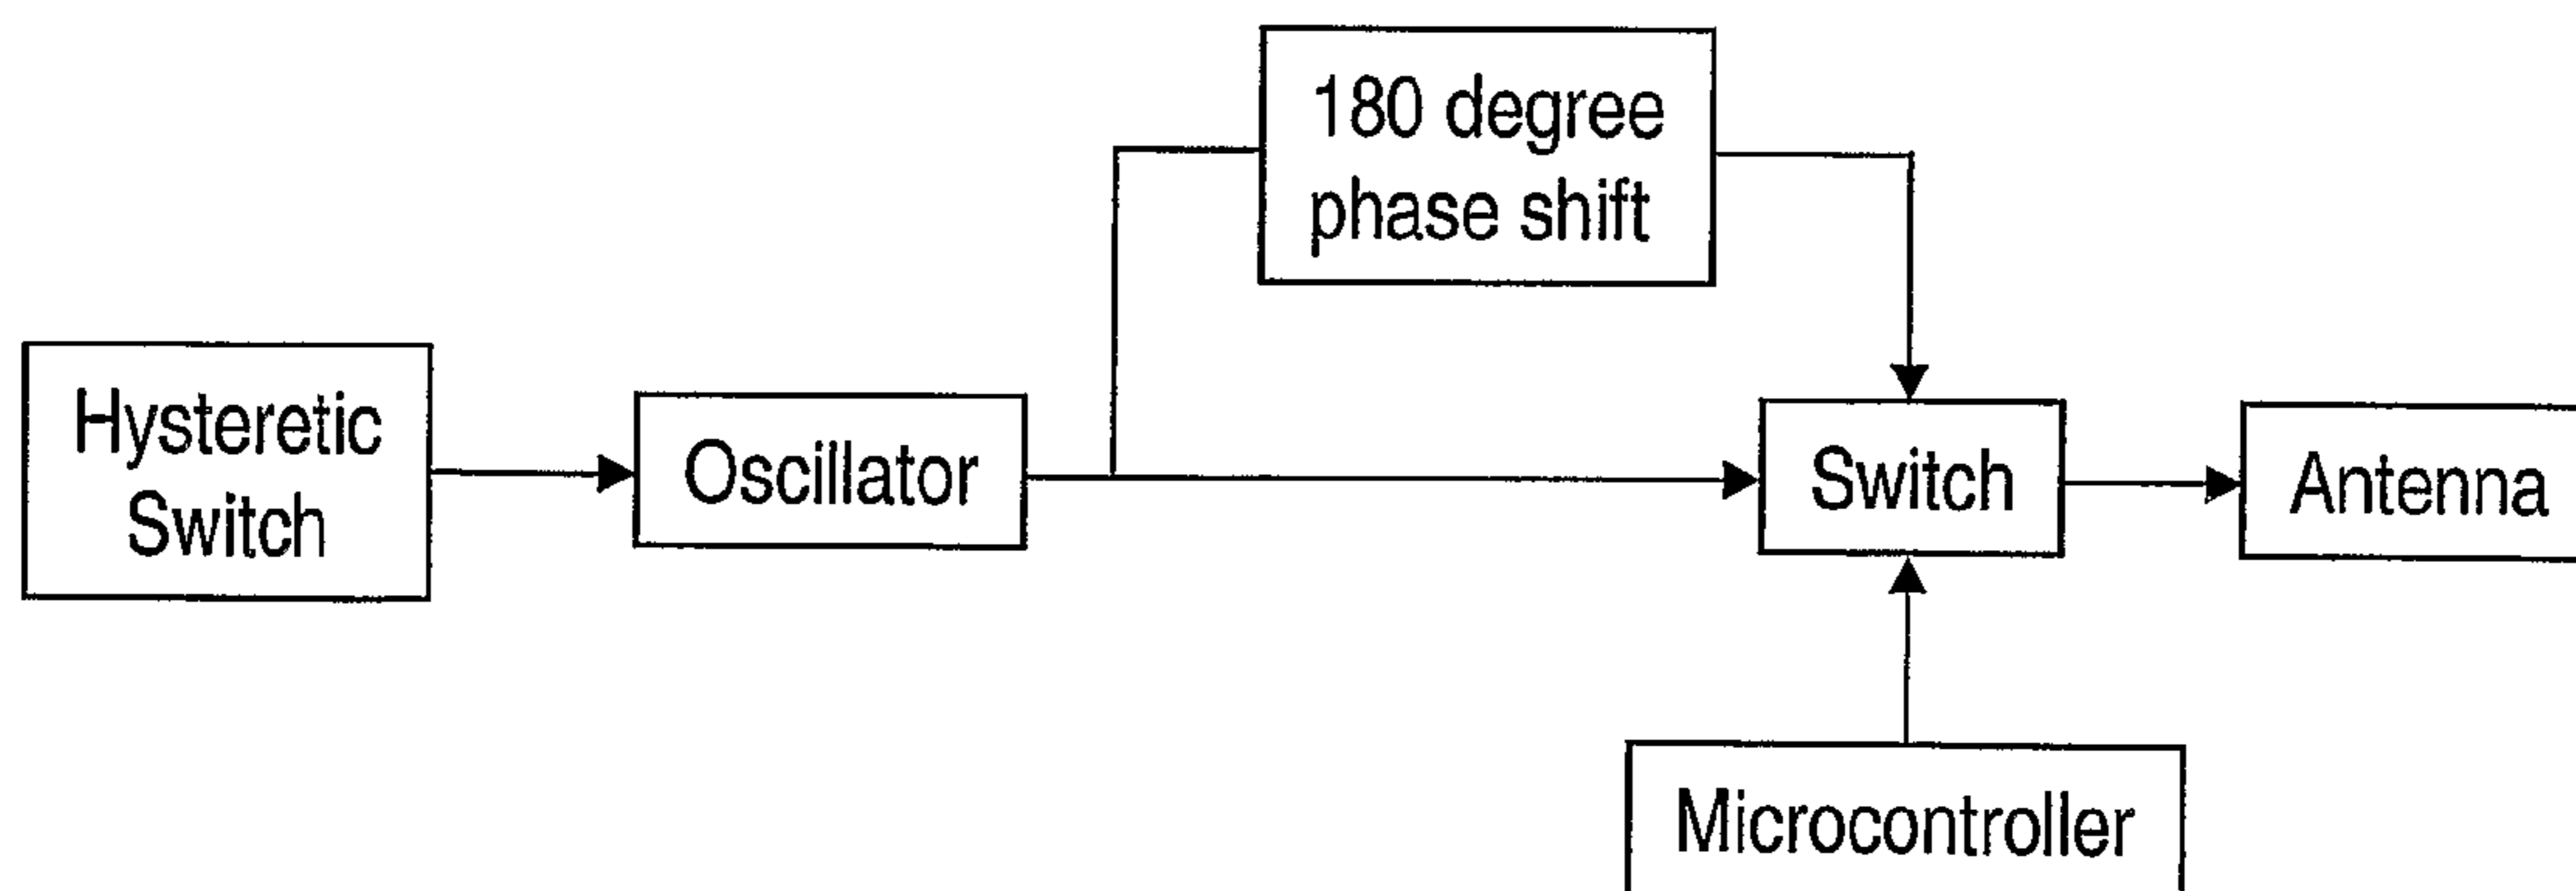 180 degree
phase shift
Hysteretic
Switch
Oscillator
Switch
Antenna
Microcontroller